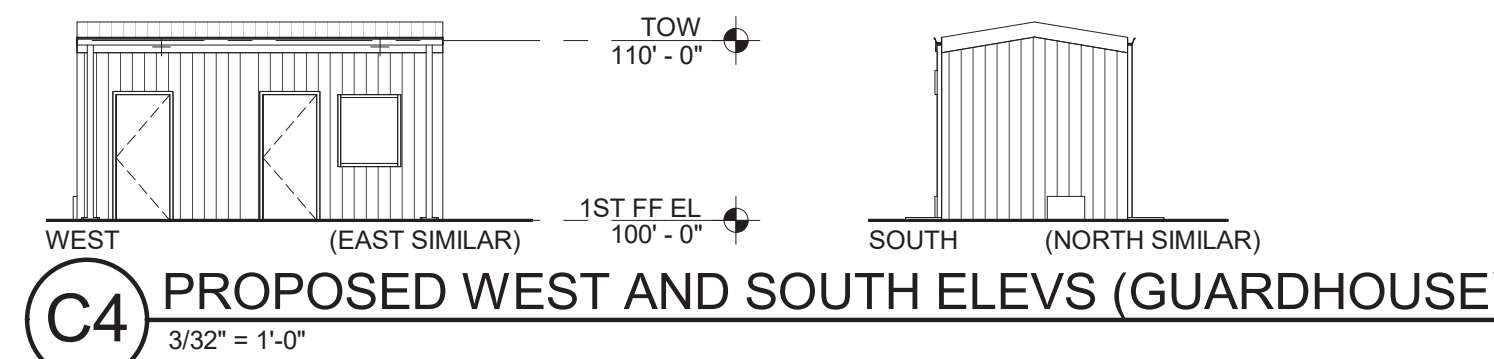 TOW
110' - 0"
1ST FF EL
100' - 0"
WEST (EAST SIMILAR)
SOUTH (NORTH SIMILAR)
C4 PROPOSED WEST AND SOUTH ELEVS (GUARDHOUSE)
3/32" = 1'-0"